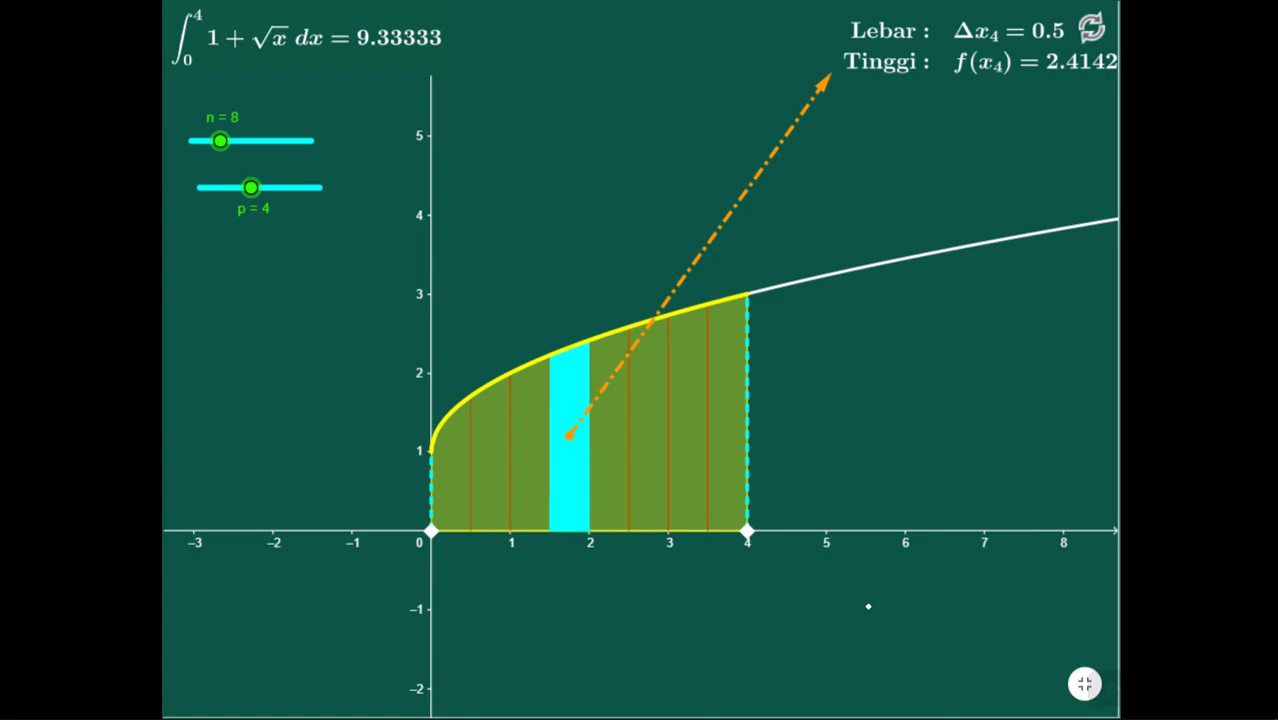 ∫₀⁴ 1 + √x dx = 9.33333
Lebar : Δx₄ = 0.5
Tinggi : f(x₄) = 2.4142
n = 8
p = 4
5
4
3
2
1
–3 –2 –1 0 1 2 3 4 5 6 7 8
–1
–2